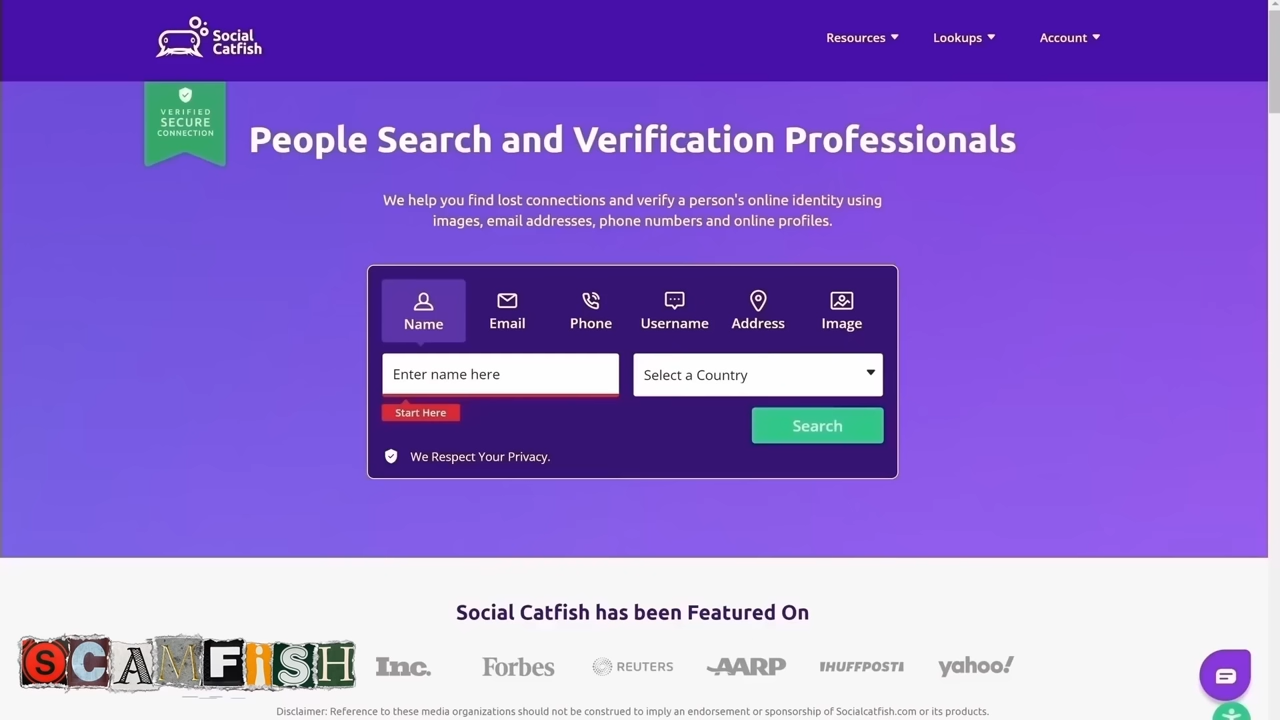 Social
Catfish
Resources
Lookups
Account
VERIFIED
SECURE
CONNECTION
People Search and Verification Professionals
We help you find lost connections and verify a person's online identity using
images, email addresses, phone numbers and online profiles.
Name
Email
Phone
Username
Address
Image
Enter name here
Select a Country
Start Here
Search
We Respect Your Privacy.
Social Catfish has been Featured On
SCAMFiSH
Inc.
Forbes
REUTERS
AARP
IHUFFPOSTI
yahoo!
Disclaimer: Reference to these media organizations should not be construed to imply an endorsement or sponsorship of Socialcatfish.com or its products.